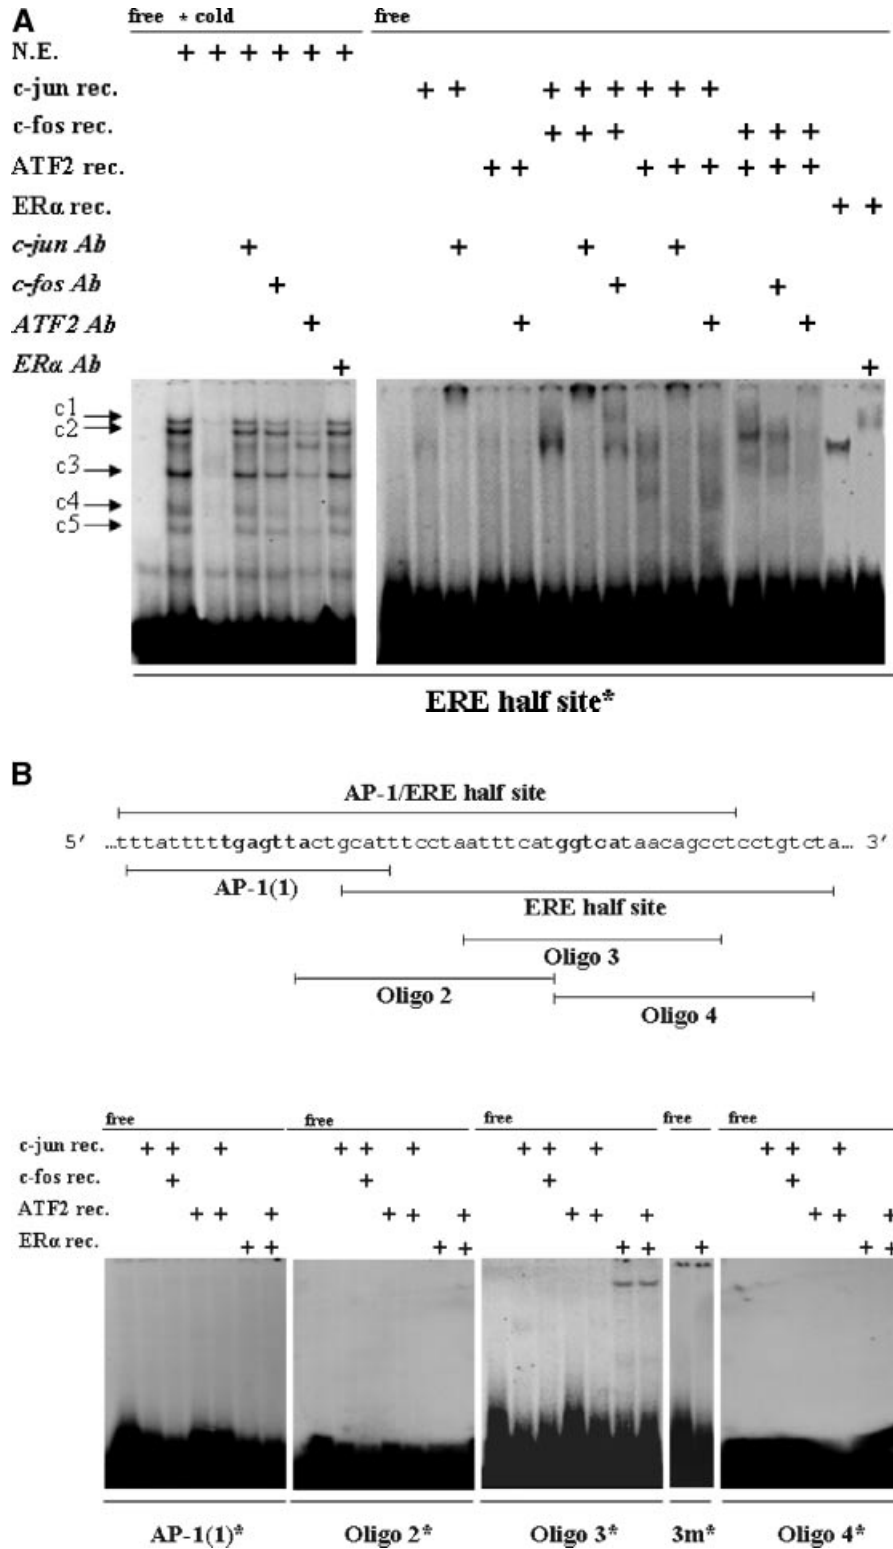 A
free * cold free
N.E. + + + + + +
c-jun rec. + + + + + + + +
c-fos rec. + + + + + +
ATF2 rec. + + + + + + + +
ERα rec. + +
c-jun Ab + + + +
c-fos Ab + + +
ATF2 Ab + + + +
ERα Ab + +
c1
c2
c3
c4
c5
ERE half site*
B
AP-1/ERE half site
5' …tttatttttgagttactgcatttcctaatttcatggtcataacagcctcctgtcta… 3'
AP-1(1)
ERE half site
Oligo 3
Oligo 2
Oligo 4
free free free free free
c-jun rec. + + + + + + + + + + + +
c-fos rec. + + + +
ATF2 rec. + + + + + + + + + + + +
ERα rec. + + + + + + + + +
AP-1(1)* Oligo 2* Oligo 3* 3m* Oligo 4*